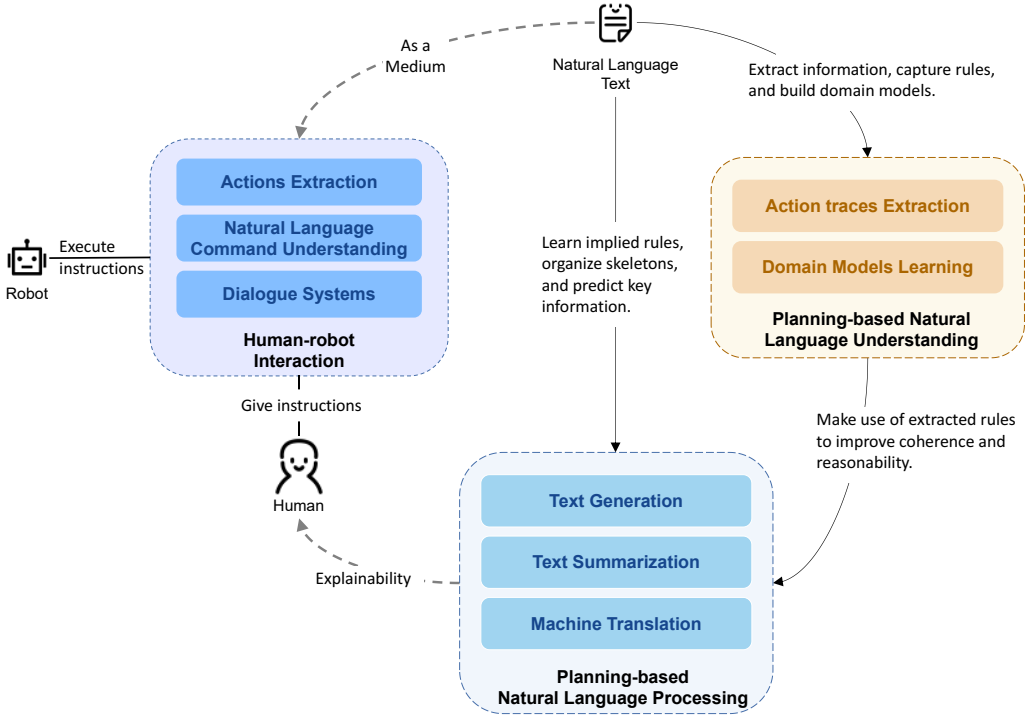 As a
Medium
Natural Language
Text
Extract information, capture rules,
and build domain models.
Actions Extraction
Natural Language
Command Understanding
Dialogue Systems
Human-robot
Interaction
Execute
instructions
Robot
Learn implied rules,
organize skeletons,
and predict key
information.
Action traces Extraction
Domain Models Learning
Planning-based Natural
Language Understanding
Give instructions
Human
Make use of extracted rules
to improve coherence and
reasonability.
Text Generation
Text Summarization
Machine Translation
Planning-based
Natural Language Processing
Explainability